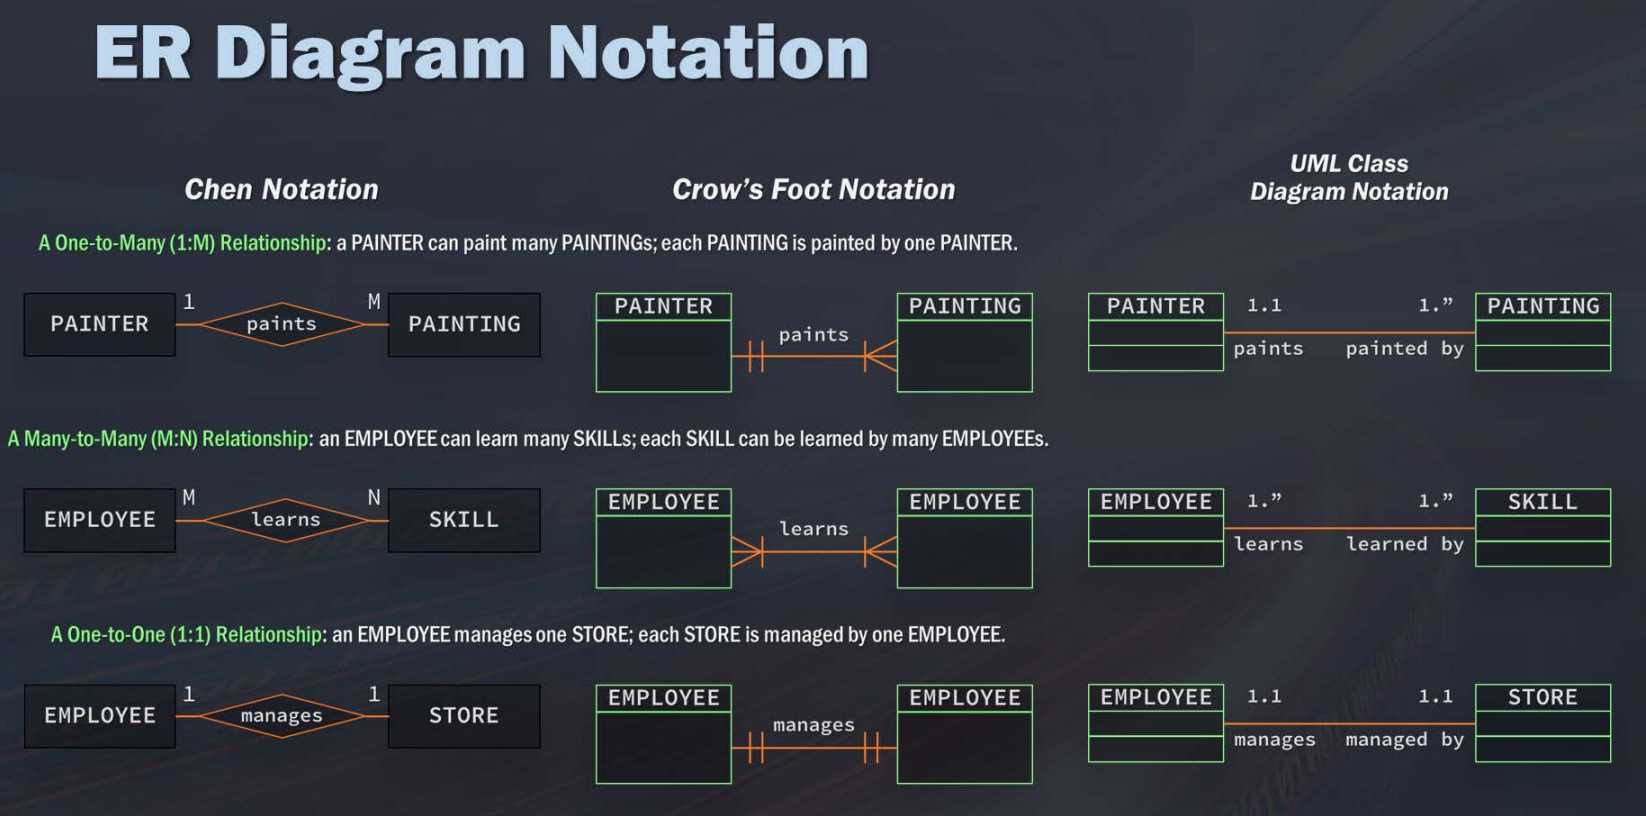 ER Diagram Notation
Chen Notation
Crow's Foot Notation
UML Class
Diagram Notation
A One-to-Many (1:M) Relationship: a PAINTER can paint many PAINTINGs; each PAINTING is painted by one PAINTER.
PAINTER 1 paints M PAINTING
PAINTER paints PAINTING
PAINTER 1.1 1.” PAINTING
paints painted by
A Many-to-Many (M:N) Relationship: an EMPLOYEE can learn many SKILLs; each SKILL can be learned by many EMPLOYEEs.
EMPLOYEE M learns N SKILL
EMPLOYEE learns EMPLOYEE
EMPLOYEE 1.” 1.” SKILL
learns learned by
A One-to-One (1:1) Relationship: an EMPLOYEE manages one STORE; each STORE is managed by one EMPLOYEE.
EMPLOYEE 1 manages 1 STORE
EMPLOYEE manages EMPLOYEE
EMPLOYEE 1.1 1.1 STORE
manages managed by